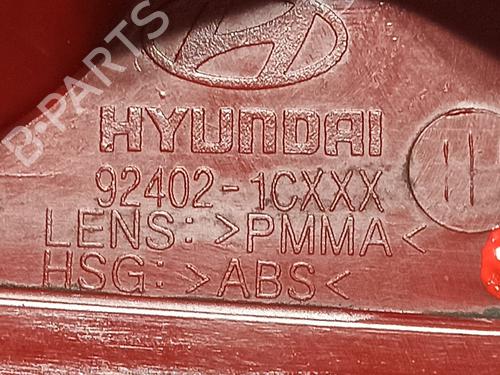 B-PARTS
HYUNDAI
92402-1CXXX
LENS: >PMMA<
HSG: >ABS<